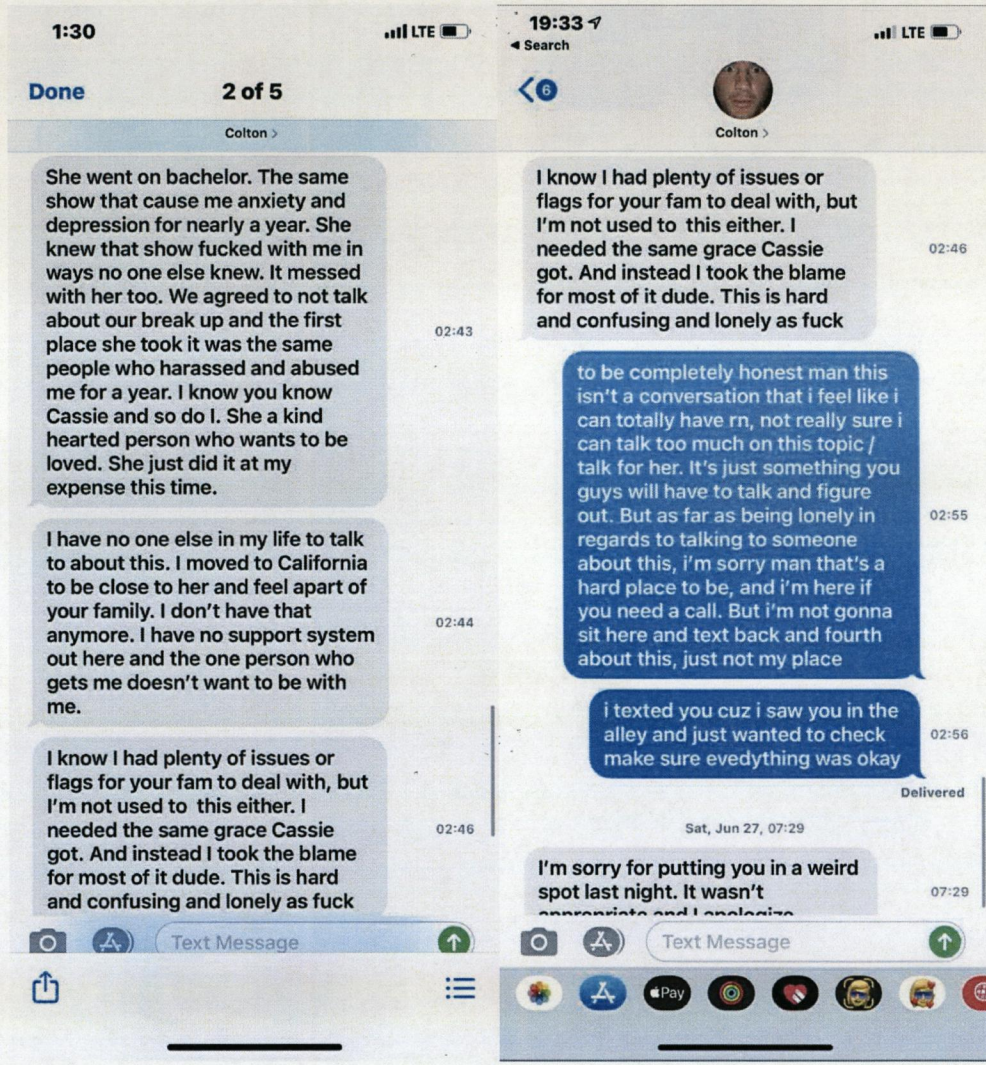 1:30
LTE
Done
2 of 5
Colton >
She went on bachelor. The same
show that cause me anxiety and
depression for nearly a year. She
knew that show fucked with me in
ways no one else knew. It messed
with her too. We agreed to not talk
about our break up and the first
place she took it was the same
people who harassed and abused
me for a year. I know you know
Cassie and so do I. She a kind
hearted person who wants to be
loved. She just did it at my
expense this time.
02:43
I have no one else in my life to talk
to about this. I moved to California
to be close to her and feel apart of
your family. I don't have that
anymore. I have no support system
out here and the one person who
gets me doesn't want to be with
me.
02:44
I know I had plenty of issues or
flags for your fam to deal with, but
I'm not used to  this either. I
needed the same grace Cassie
got. And instead I took the blame
for most of it dude. This is hard
and confusing and lonely as fuck
02:46
Text Message
19:33
LTE
Search
6
Colton >
I know I had plenty of issues or
flags for your fam to deal with, but
I'm not used to  this either. I
needed the same grace Cassie
got. And instead I took the blame
for most of it dude. This is hard
and confusing and lonely as fuck
02:46
to be completely honest man this
isn't a conversation that i feel like i
can totally have rn, not really sure i
can talk too much on this topic /
talk for her. It's just something you
guys will have to talk and figure
out. But as far as being lonely in
regards to talking to someone
about this, i'm sorry man that's a
hard place to be, and i'm here if
you need a call. But i'm not gonna
sit here and text back and fourth
about this, just not my place
02:55
i texted you cuz i saw you in the
alley and just wanted to check
make sure evedything was okay
02:56
Delivered
Sat, Jun 27, 07:29
I'm sorry for putting you in a weird
spot last night. It wasn't
appropriate and I apologize
07:29
Text Message
Pay